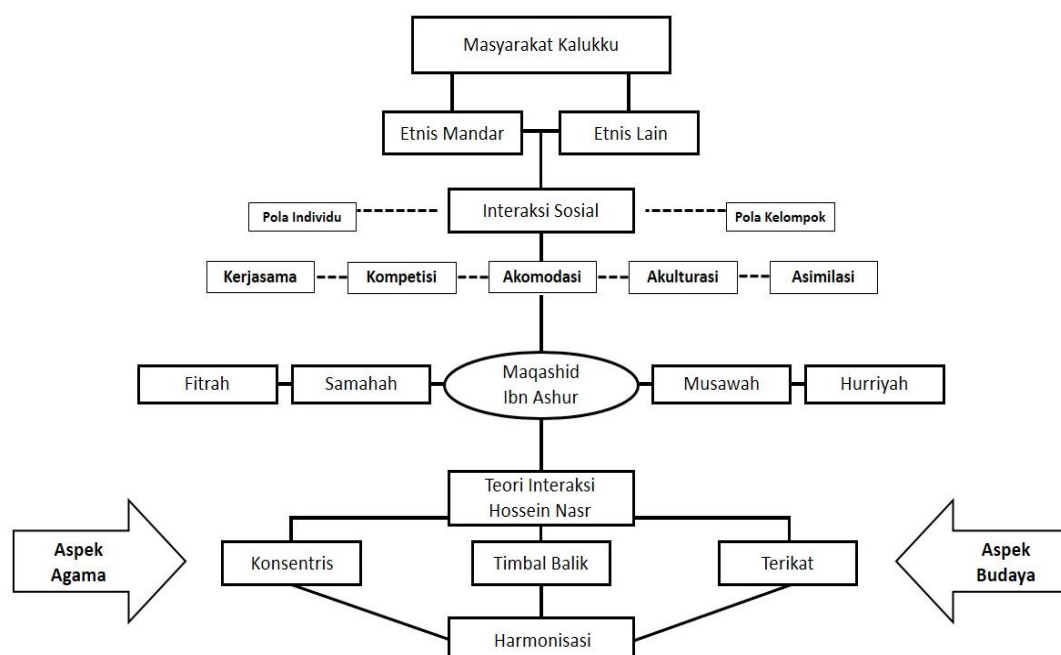 Masyarakat Kalukku
Etnis Mandar
Etnis Lain
Pola Individu
Interaksi Sosial
Pola Kelompok
Kerjasama
Kompetisi
Akomodasi
Akulturasi
Asimilasi
Fitrah
Samahah
Maqashid
Ibn Ashur
Musawah
Hurriyah
Teori Interaksi
Hossein Nasr
Aspek
Agama
Konsentris
Timbal Balik
Terikat
Aspek
Budaya
Harmonisasi